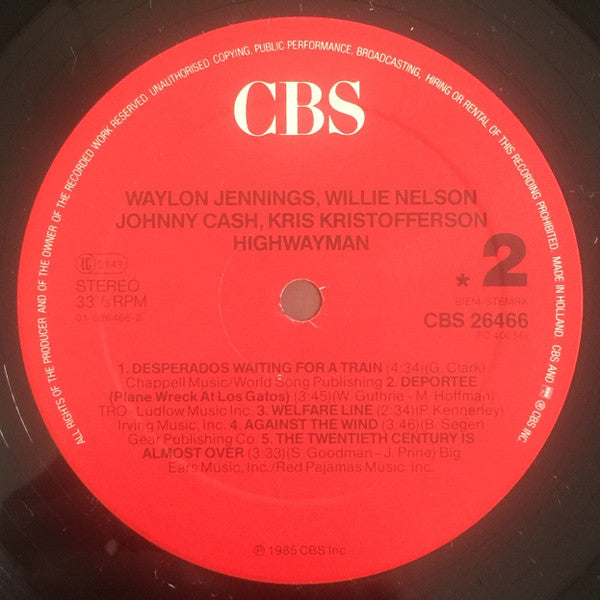 ALL RIGHTS OF THE PRODUCER AND OF THE OWNER OF THE RECORDED WORK RESERVED. UNAUTHORISED COPYING, PUBLIC PERFORMANCE, BROADCASTING, HIRING OR RENTAL OF THIS RECORDING PROHIBITED. MADE IN HOLLAND. CBS AND ℗ CBS INC.
CBS
WAYLON JENNINGS, WILLIE NELSON
JOHNNY CASH, KRIS KRISTOFFERSON
HIGHWAYMAN
LC 0149
STEREO
33 1/3 RPM
01-026466-2
* 2
BIEM/STEMRA
CBS 26466
(FC 40056)
1. DESPERADOS WAITING FOR A TRAIN (4:34)(G. Clark)
Chappell Music/World Song Publishing 2. DEPORTEE
(Plane Wreck At Los Gatos) (3:45)(W. Guthrie - M. Hoffman)
TRO- Ludlow Music Inc. 3. WELFARE LINE (2:34)(P. Kennerley)
Irving Music, Inc. 4. AGAINST THE WIND (3:46)(B. Seger)
Gear Publishing Co. 5. THE TWENTIETH CENTURY IS
ALMOST OVER (3:33)(S. Goodman - J. Prine) Big
Ears Music, Inc./Red Pajamas Music, Inc.
℗ 1985 CBS Inc.